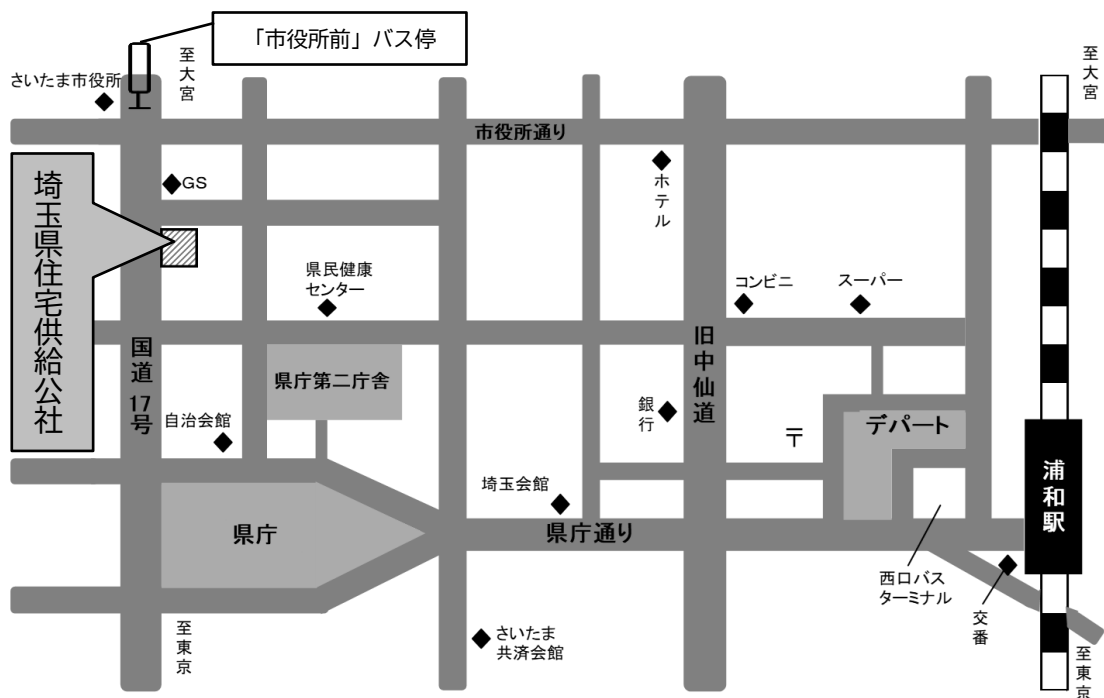 「市役所前」バス停
至大宮
至大宮
さいたま市役所
市役所通り
GS
ホテル
埼玉県住宅供給公社
県民健康
センター
コンビニ
スーパー
国道17号
旧中仙道
県庁第二庁舎
銀行
自治会館
〒
デパート
浦和駅
埼玉会館
県庁
県庁通り
西口バス
ターミナル
交番
至東京
さいたま
共済会館
至東京